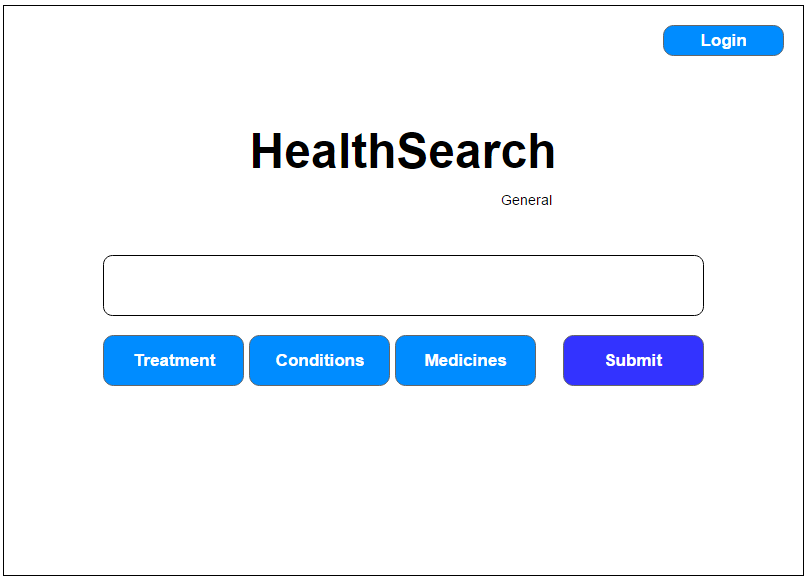 Login
HealthSearch
General
Treatment Conditions Medicines Submit